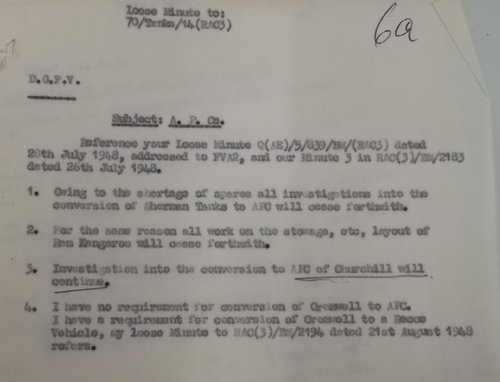 Loose Minute to:
70/Tanks/14(RAC3)
6a
D.G.F.V.
Subject: A. P. Cs.
Reference your Loose Minute Q(AE)/5/839/BM/(RAC3) dated
28th July 1948, addressed to FVA2, and our Minute 3 in RAC(3)/BM/2183
dated 26th July 1948.
1. Owing to the shortage of spares all investigations into the
conversion of Sherman Tanks to APC will cease forthwith.
2. For the same reason all work on the stowage, etc, layout of
Ram Kangaroo will cease forthwith.
3. Investigation into the conversion to APC of Churchill will
continue.
4. I have no requirement for conversion of Cromwell to APC.
I have a requirement for conversion of Cromwell to a Recce
Vehicle, my loose Minute to RAC(3)/BM/2194 dated 21st August 1948
refers.